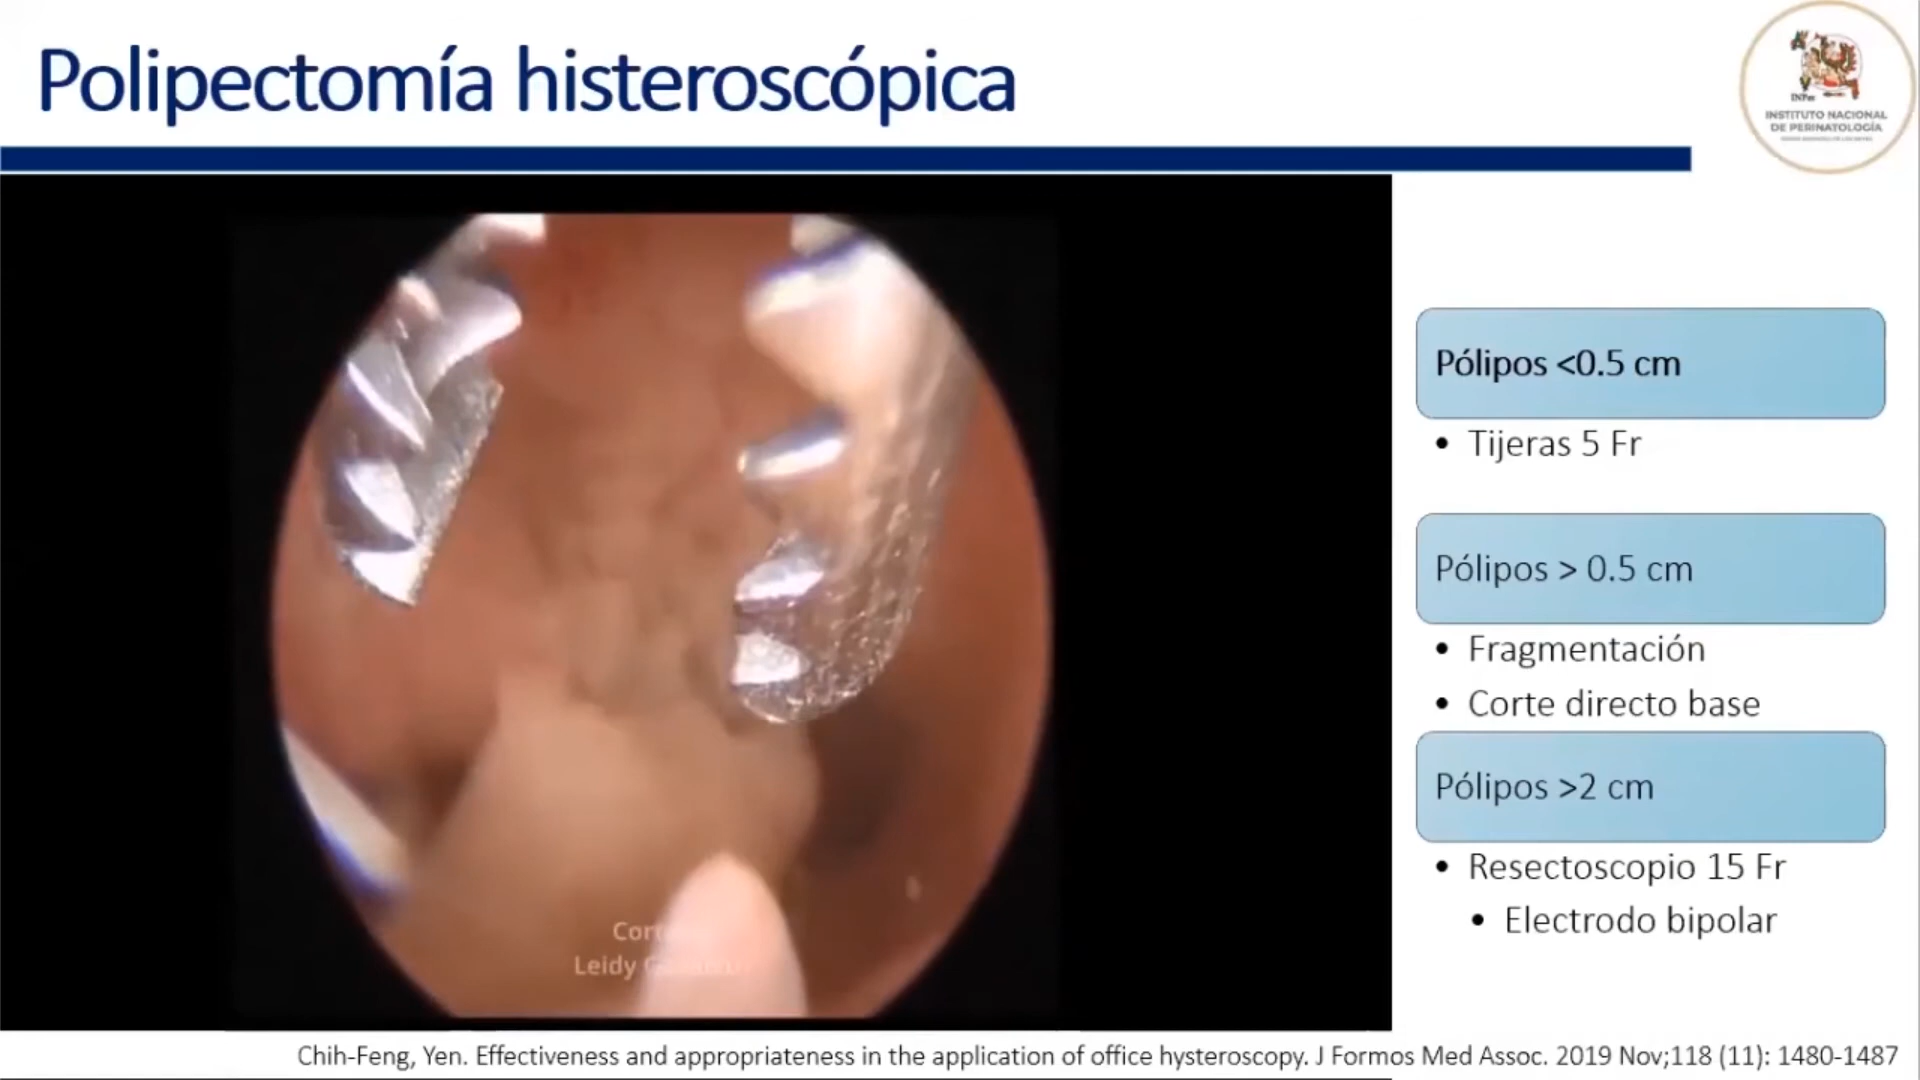 Polipectomía histeroscópica
INPer
INSTITUTO NACIONAL
DE PERINATOLOGÍA
Pólipos <0.5 cm
• Tijeras 5 Fr
Pólipos > 0.5 cm
• Fragmentación
• Corte directo base
Pólipos >2 cm
• Resectoscopio 15 Fr
• Electrodo bipolar
Leidy
Chih-Feng, Yen. Effectiveness and appropriateness in the application of office hysteroscopy. J Formos Med Assoc. 2019 Nov;118 (11): 1480-1487